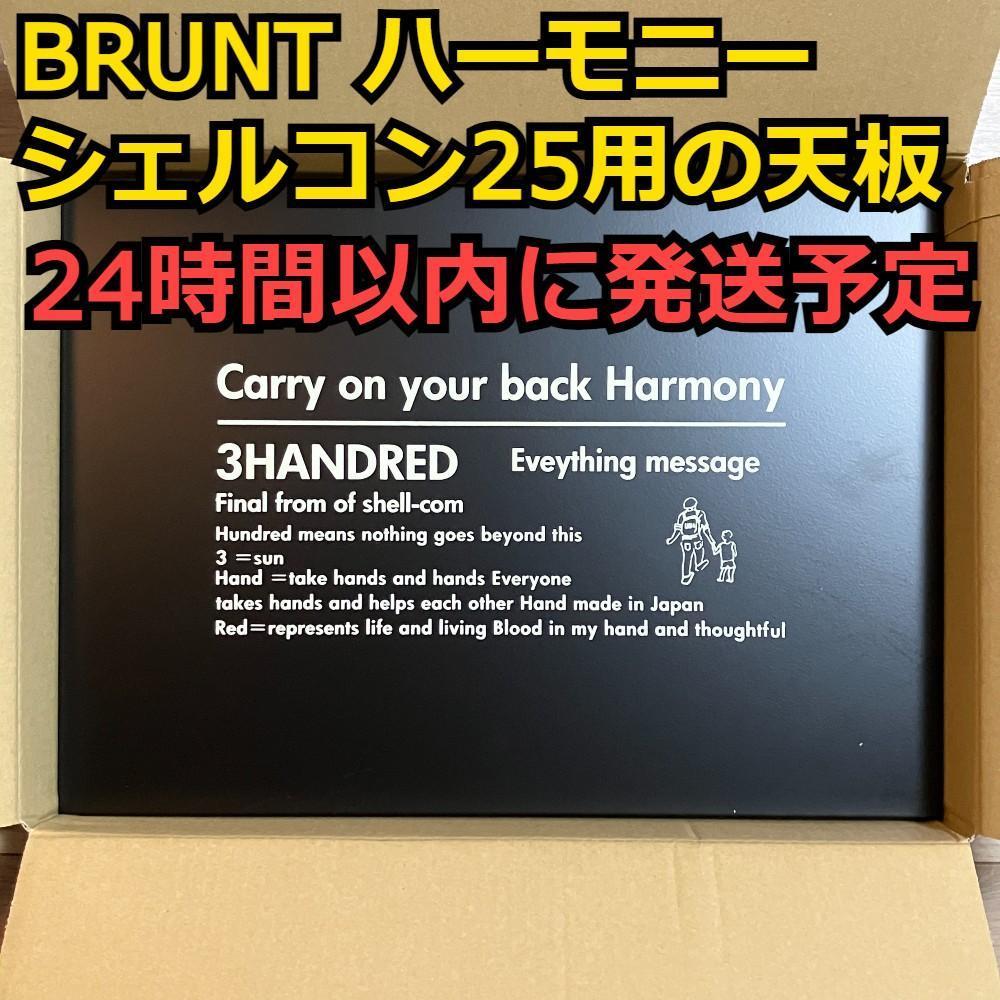 BRUNT ハーモニー
シェルコン25用の天板
24時間以内に発送予定
Carry on your back Harmony
3HANDRED Eveything message
Final from of shell-com
Hundred means nothing goes beyond this
3 =sun
Hand =take hands and hands Everyone
takes hands and helps each other Hand made in Japan
Red=represents life and living Blood in my hand and thoughtful